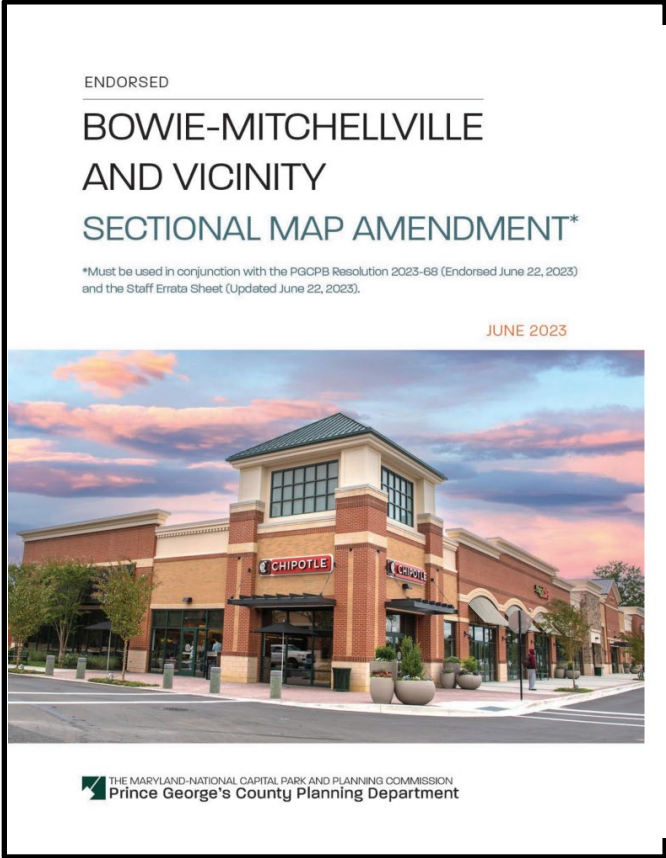 ENDORSED
BOWIE-MITCHELLVILLE
AND VICINITY
SECTIONAL MAP AMENDMENT*
*Must be used in conjunction with the PGCPB Resolution 2023-68 (Endorsed June 22, 2023)
and the Staff Errata Sheet (Updated June 22, 2023).
JUNE 2023
CHIPOTLE
CHIPOTLE
THE MARYLAND-NATIONAL CAPITAL PARK AND PLANNING COMMISSION
Prince George's County Planning Department